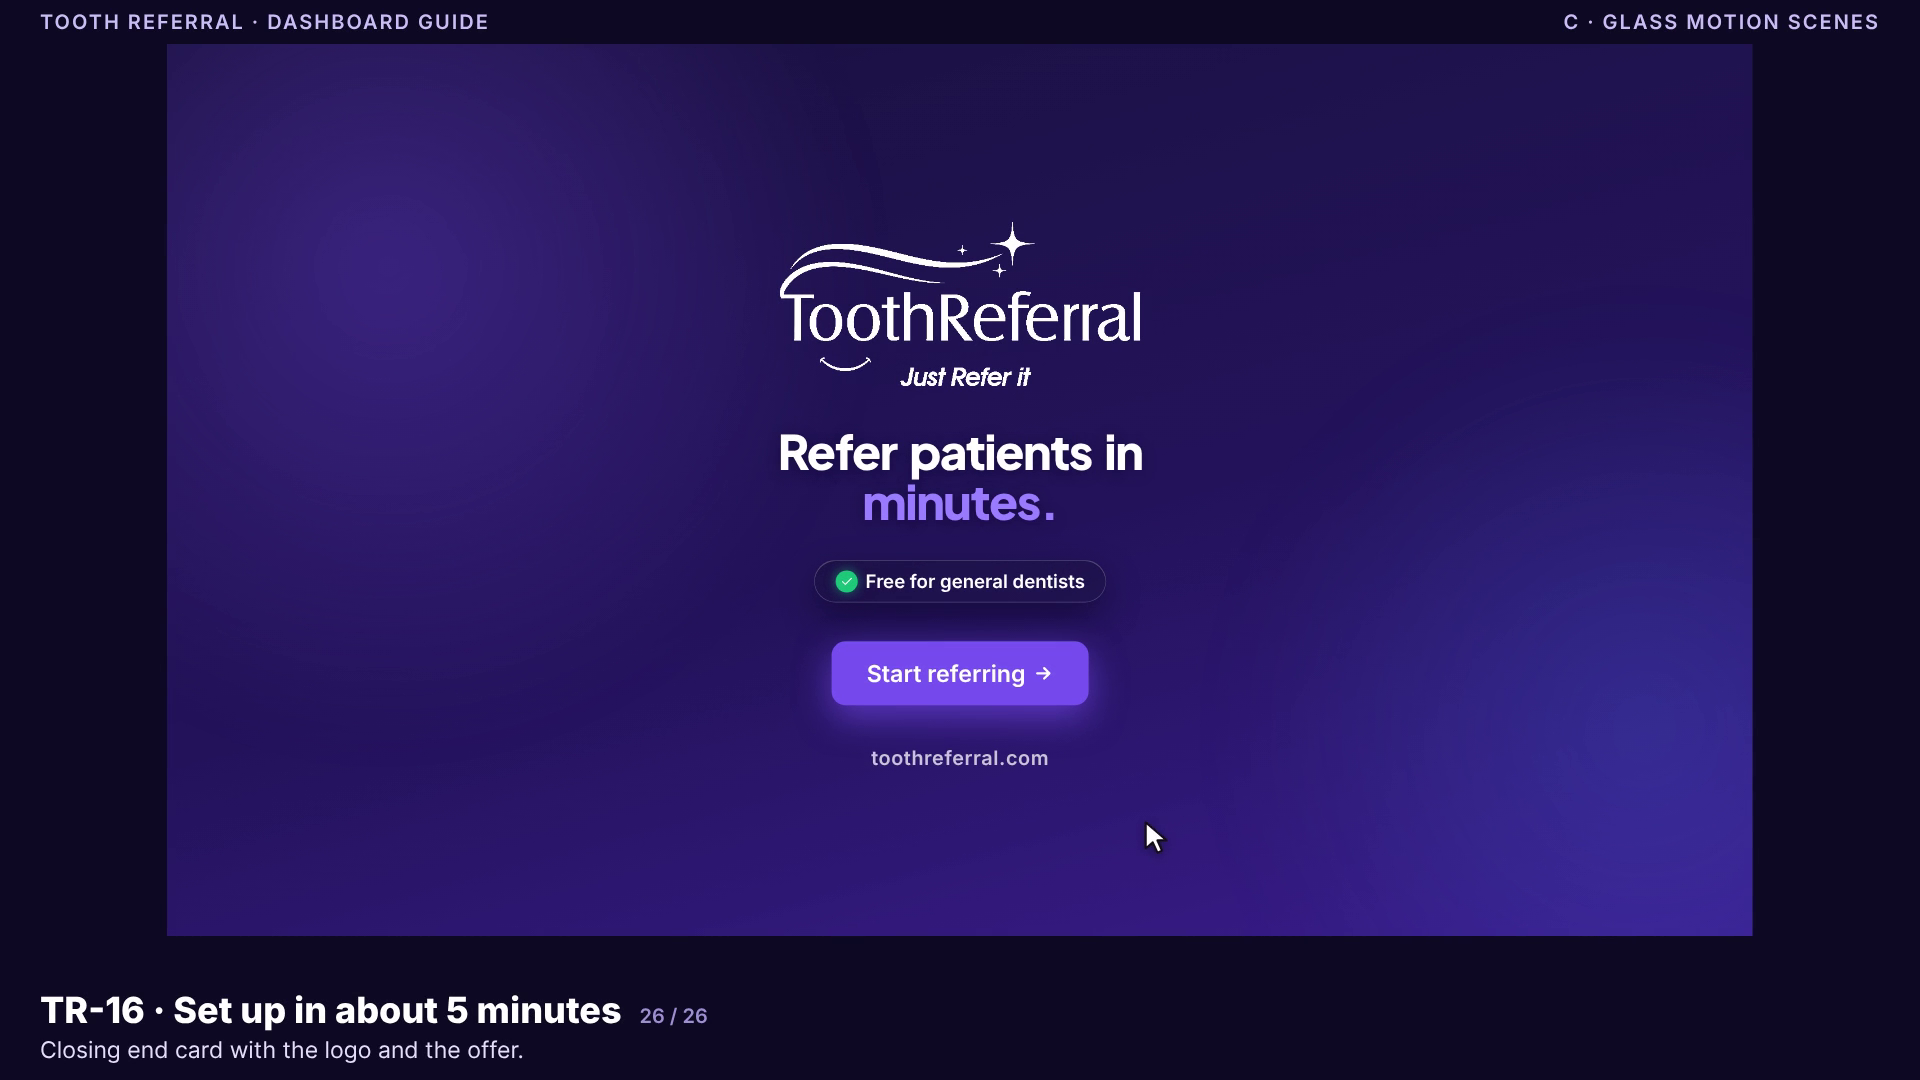 TOOTH REFERRAL · DASHBOARD GUIDE
C · GLASS MOTION SCENES
ToothReferral
Just Refer it
Refer patients in
minutes.
Free for general dentists
Start referring →
toothreferral.com
TR-16 · Set up in about 5 minutes 26 / 26
Closing end card with the logo and the offer.